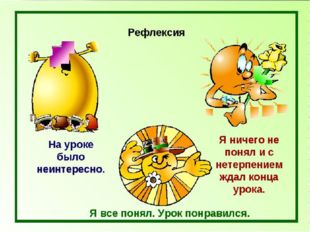 Рефлексия
На уроке
было
неинтересно.
Я ничего не
понял и с
нетерпением
ждал конца
урока.
Я все понял. Урок понравился.